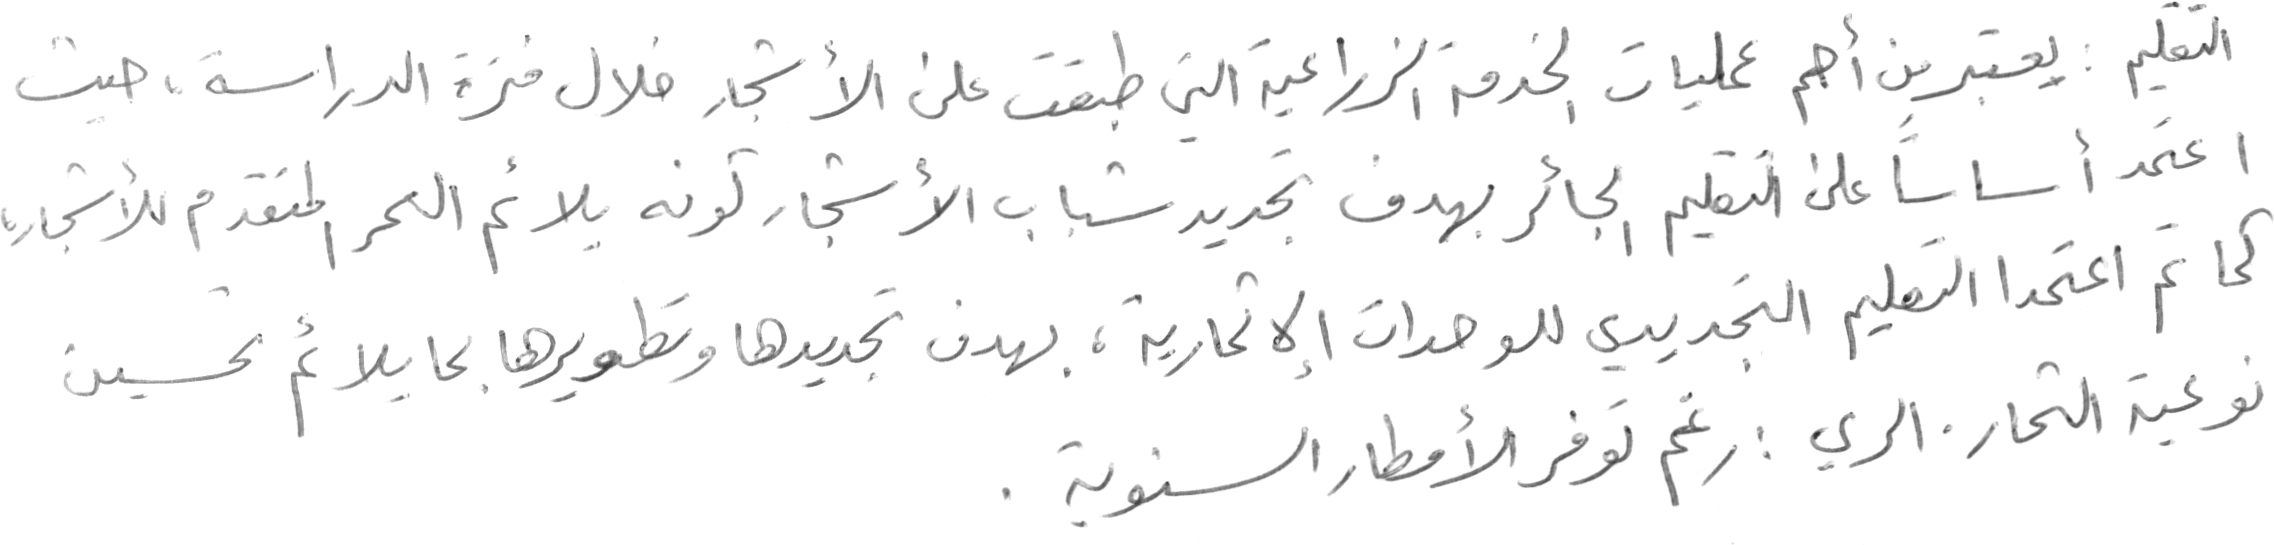 التقليم : يعتبر من أهم عمليات الخدمة الزراعية التي طبقت على الأشجار خلال فترة الدراسة، حيث
اعتمد أساساً على التقليم الجائر بهدف تجديد شباب الأشجار كونه يلائم العمر المتقدم للأشجار،
كما تم اعتمدا التقليم التجديدي للوحدات الإثمارية، بهدف تجديدها وتطويرها بما يلائم تحسين
نوعية الثمار. الري : رغم توفر الأمطار السنوية .